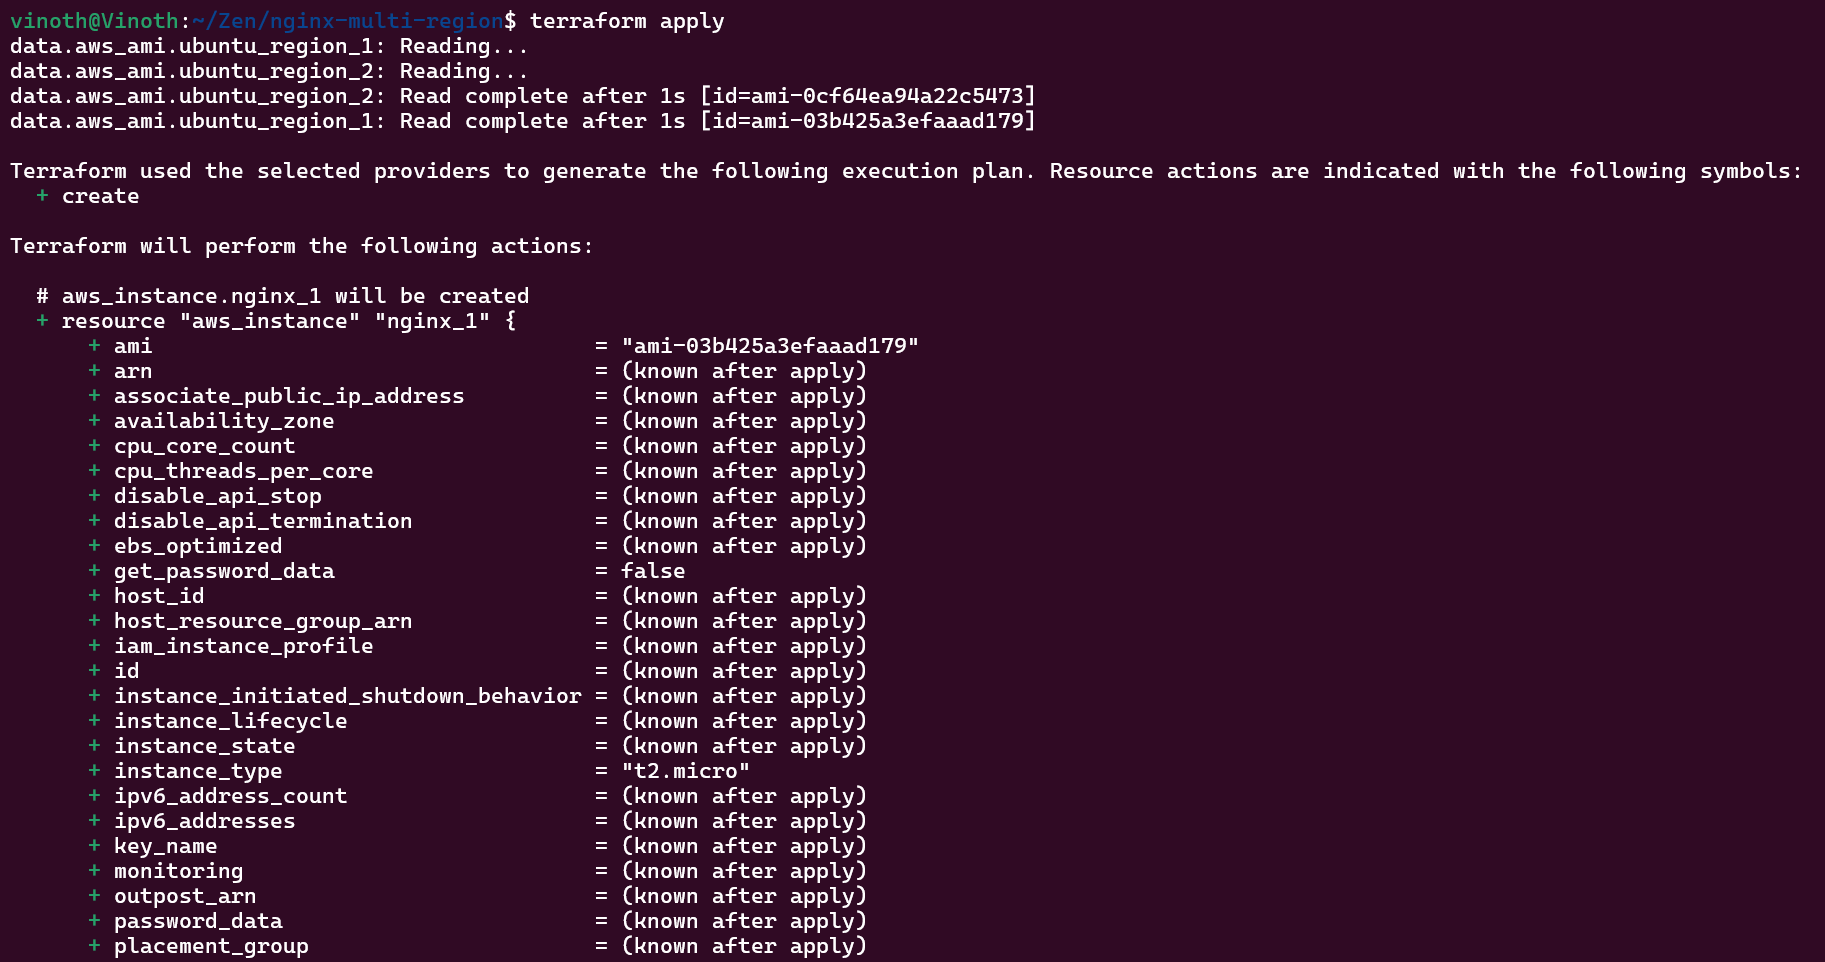 vinoth@Vinoth:~/Zen/nginx-multi-region$ terraform apply
data.aws_ami.ubuntu_region_1: Reading...
data.aws_ami.ubuntu_region_2: Reading...
data.aws_ami.ubuntu_region_2: Read complete after 1s [id=ami-0cf64ea94a22c5473]
data.aws_ami.ubuntu_region_1: Read complete after 1s [id=ami-03b425a3efaaad179]

Terraform used the selected providers to generate the following execution plan. Resource actions are indicated with the following symbols:
  + create

Terraform will perform the following actions:

  # aws_instance.nginx_1 will be created
  + resource "aws_instance" "nginx_1" {
      + ami                                  = "ami-03b425a3efaaad179"
      + arn                                  = (known after apply)
      + associate_public_ip_address          = (known after apply)
      + availability_zone                    = (known after apply)
      + cpu_core_count                       = (known after apply)
      + cpu_threads_per_core                 = (known after apply)
      + disable_api_stop                     = (known after apply)
      + disable_api_termination              = (known after apply)
      + ebs_optimized                        = (known after apply)
      + get_password_data                    = false
      + host_id                              = (known after apply)
      + host_resource_group_arn              = (known after apply)
      + iam_instance_profile                 = (known after apply)
      + id                                   = (known after apply)
      + instance_initiated_shutdown_behavior = (known after apply)
      + instance_lifecycle                   = (known after apply)
      + instance_state                       = (known after apply)
      + instance_type                        = "t2.micro"
      + ipv6_address_count                   = (known after apply)
      + ipv6_addresses                       = (known after apply)
      + key_name                             = (known after apply)
      + monitoring                           = (known after apply)
      + outpost_arn                          = (known after apply)
      + password_data                        = (known after apply)
      + placement_group                      = (known after apply)